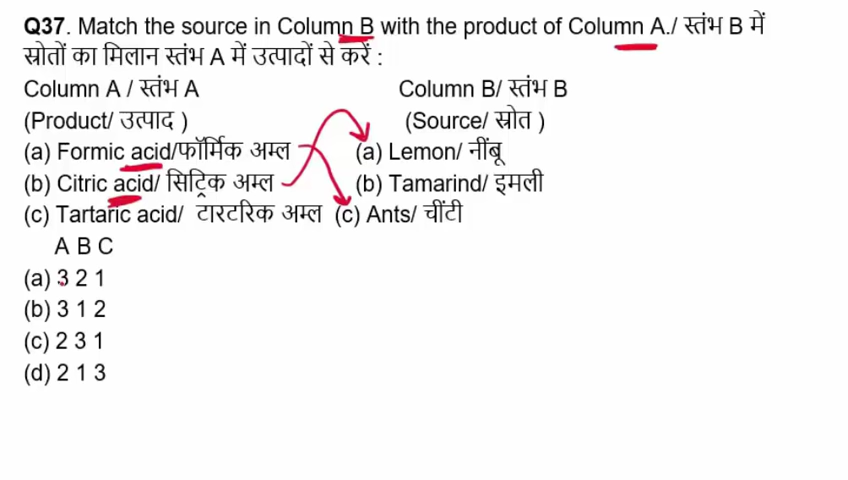 Q37. Match the source in Column B with the product of Column A./ स्तंभ B में
स्रोतों का मिलान स्तंभ A में उत्पादों से करें :
Column A / स्तंभ A Column B/ स्तंभ B
(Product/ उत्पाद ) (Source/ स्रोत )
(a) Formic acid/फॉर्मिक अम्ल (a) Lemon/ नींबू
(b) Citric acid/ सिट्रिक अम्ल (b) Tamarind/ इमली
(c) Tartaric acid/ टारटरिक अम्ल (c) Ants/ चींटी
A B C
(a) 3 2 1
(b) 3 1 2
(c) 2 3 1
(d) 2 1 3